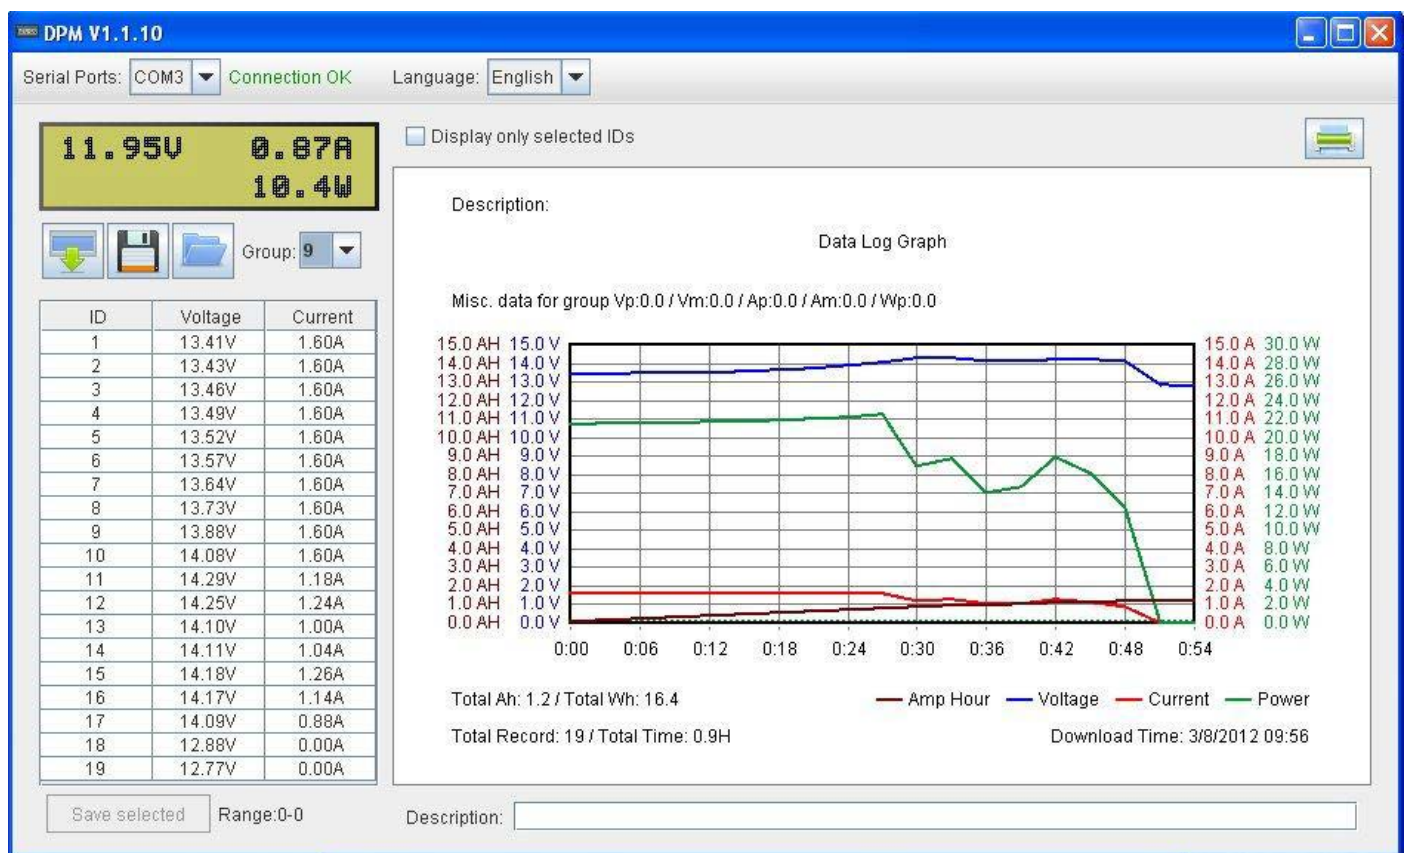 DPM V1.1.10
Serial Ports: COM3 Connection OK Language: English
11.95V 0.87A
10.4W
Group: 9
ID Voltage Current
1 13.41V 1.60A
2 13.43V 1.60A
3 13.46V 1.60A
4 13.49V 1.60A
5 13.52V 1.60A
6 13.57V 1.60A
7 13.64V 1.60A
8 13.73V 1.60A
9 13.88V 1.60A
10 14.08V 1.60A
11 14.29V 1.18A
12 14.25V 1.24A
13 14.10V 1.00A
14 14.11V 1.04A
15 14.18V 1.26A
16 14.17V 1.14A
17 14.09V 0.88A
18 12.88V 0.00A
19 12.77V 0.00A
Save selected Range:0-0
Display only selected IDs
Description:
Data Log Graph
Misc. data for group Vp:0.0 / Vm:0.0 / Ap:0.0 / Am:0.0 / Wp:0.0
15.0 AH 15.0 V 15.0 A 30.0 W
14.0 AH 14.0 V 14.0 A 28.0 W
13.0 AH 13.0 V 13.0 A 26.0 W
12.0 AH 12.0 V 12.0 A 24.0 W
11.0 AH 11.0 V 11.0 A 22.0 W
10.0 AH 10.0 V 10.0 A 20.0 W
9.0 AH 9.0 V 9.0 A 18.0 W
8.0 AH 8.0 V 8.0 A 16.0 W
7.0 AH 7.0 V 7.0 A 14.0 W
6.0 AH 6.0 V 6.0 A 12.0 W
5.0 AH 5.0 V 5.0 A 10.0 W
4.0 AH 4.0 V 4.0 A 8.0 W
3.0 AH 3.0 V 3.0 A 6.0 W
2.0 AH 2.0 V 2.0 A 4.0 W
1.0 AH 1.0 V 1.0 A 2.0 W
0.0 AH 0.0 V 0.0 A 0.0 W
0:00 0:06 0:12 0:18 0:24 0:30 0:36 0:42 0:48 0:54
Total Ah: 1.2 / Total Wh: 16.4 Amp Hour Voltage Current Power
Total Record: 19 / Total Time: 0.9H Download Time: 3/8/2012 09:56
Description: